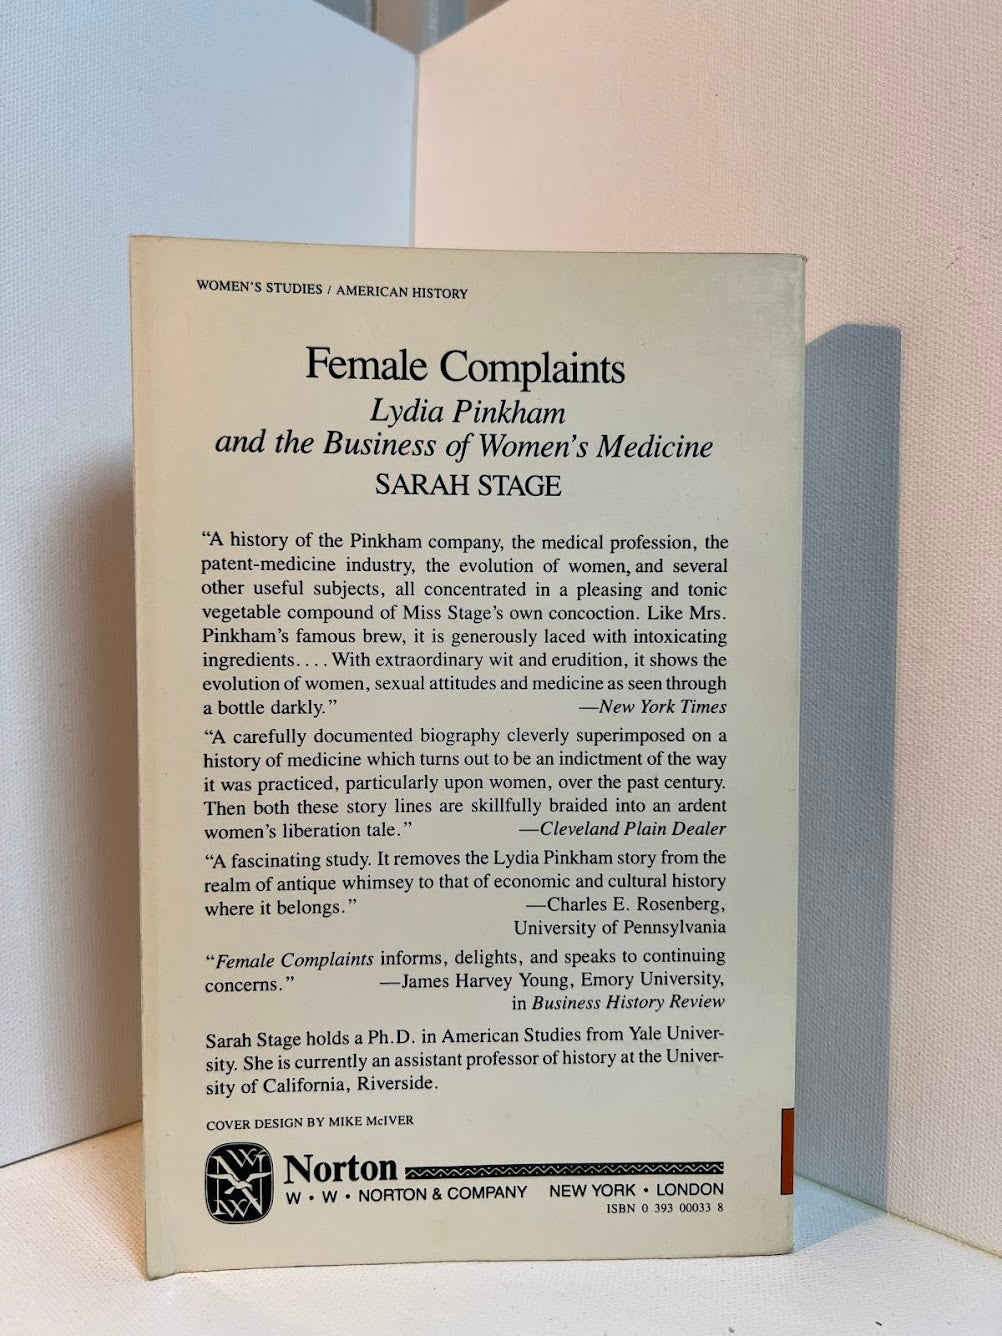 WOMEN'S STUDIES / AMERICAN HISTORY
Female Complaints
Lydia Pinkham
and the Business of Women's Medicine
SARAH STAGE
“A history of the Pinkham company, the medical profession, the
patent-medicine industry, the evolution of women, and several
other useful subjects, all concentrated in a pleasing and tonic
vegetable compound of Miss Stage's own concoction. Like Mrs.
Pinkham's famous brew, it is generously laced with intoxicating
ingredients. . . . With extraordinary wit and erudition, it shows the
evolution of women, sexual attitudes and medicine as seen through
a bottle darkly.” —New York Times
“A carefully documented biography cleverly superimposed on a
history of medicine which turns out to be an indictment of the way
it was practiced, particularly upon women, over the past century.
Then both these story lines are skillfully braided into an ardent
women's liberation tale.” —Cleveland Plain Dealer
“A fascinating study. It removes the Lydia Pinkham story from the
realm of antique whimsey to that of economic and cultural history
where it belongs.” —Charles E. Rosenberg,
University of Pennsylvania
“Female Complaints informs, delights, and speaks to continuing
concerns.” —James Harvey Young, Emory University,
in Business History Review
Sarah Stage holds a Ph.D. in American Studies from Yale Univer-
sity. She is currently an assistant professor of history at the Univer-
sity of California, Riverside.
COVER DESIGN BY MIKE McIVER
Norton
W • W • NORTON & COMPANY NEW YORK • LONDON
ISBN 0 393 00033 8